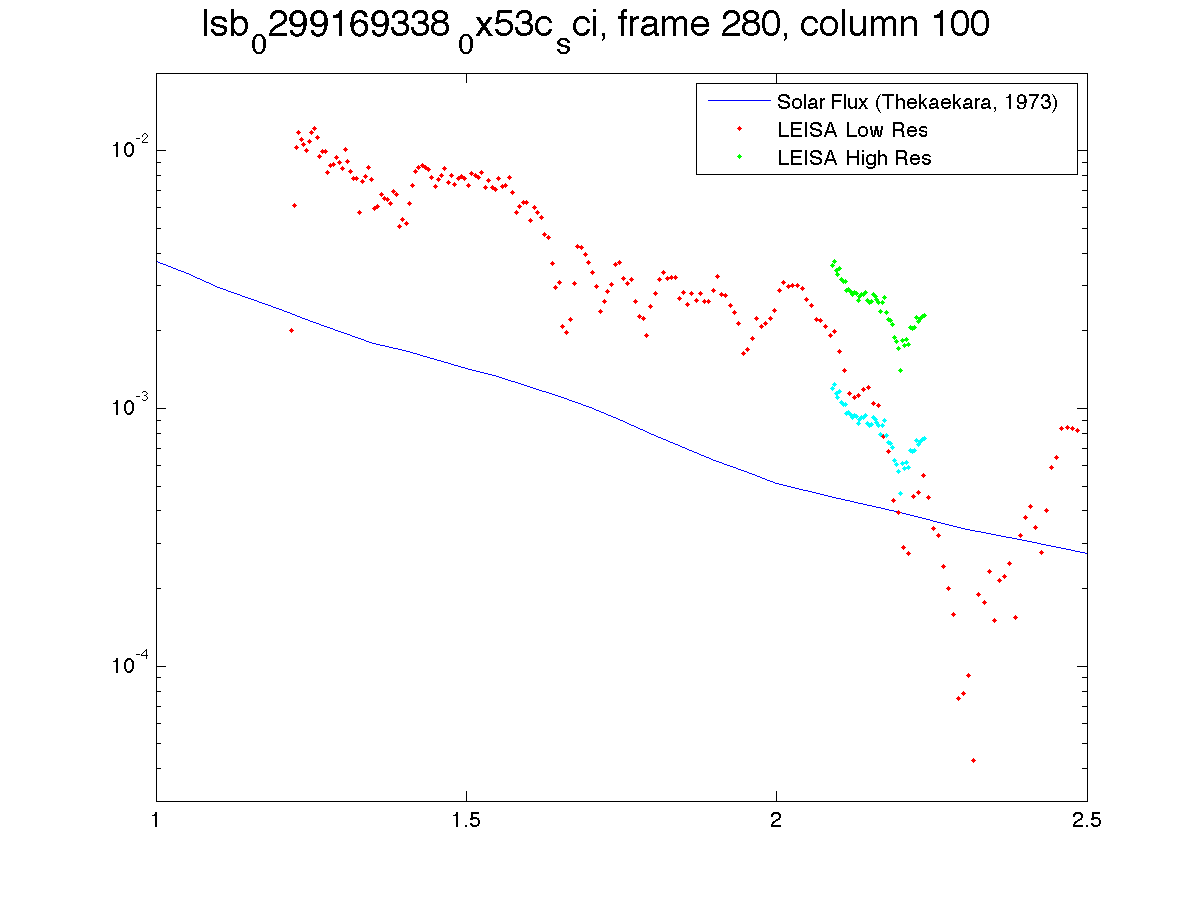 lsb_0299169338_0x53c_sci, frame 280, column 100
Solar Flux (Thekaekara, 1973)
LEISA Low Res
LEISA High Res
10^-2
10^-3
10^-4
1 1.5 2 2.5